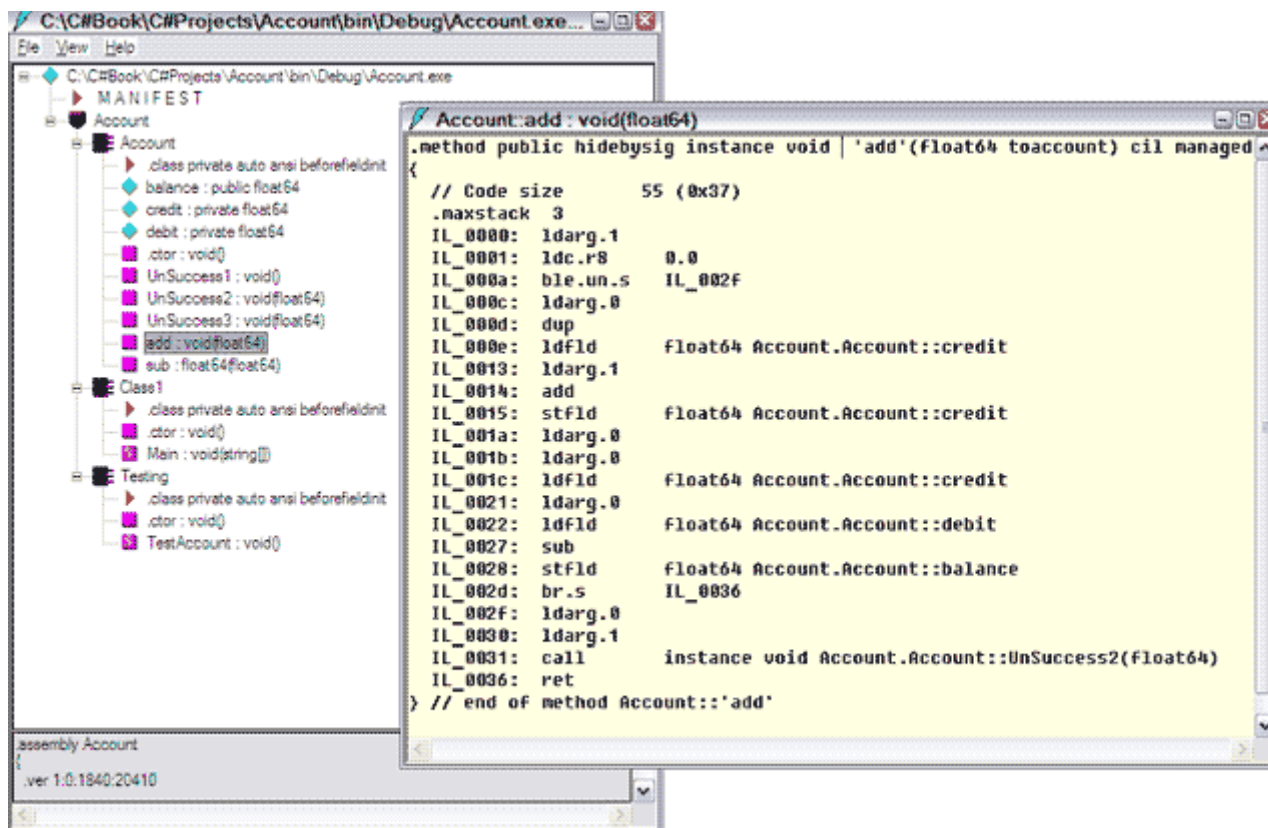 C:\C#Book\C#Projects\Account\bin\Debug\Account.exe...
File View Help
C:\C#Book\C#Projects\Account\bin\Debug\Account.exe
M A N I F E S T
Account
Account
.class private auto ansi beforefieldinit
balance : public float64
credit : private float64
debit : private float64
.ctor : void()
UnSuccess1 : void()
UnSuccess2 : void(float64)
UnSuccess3 : void(float64)
add : void(float64)
sub : float64(float64)
Class1
.class private auto ansi beforefieldinit
.ctor : void()
Main : void(string[])
Testing
.class private auto ansi beforefieldinit
.ctor : void()
TestAccount : void()
.assembly Account
{
.ver 1:0:1840:20410
Account::add : void(float64)
.method public hidebysig instance void 'add'(float64 toaccount) cil managed
{
// Code size 55 (0x37)
.maxstack 3
IL_0000: ldarg.1
IL_0001: ldc.r8 0.0
IL_000a: ble.un.s IL_002f
IL_000c: ldarg.0
IL_000d: dup
IL_000e: ldfld float64 Account.Account::credit
IL_0013: ldarg.1
IL_0014: add
IL_0015: stfld float64 Account.Account::credit
IL_001a: ldarg.0
IL_001b: ldarg.0
IL_001c: ldfld float64 Account.Account::credit
IL_0021: ldarg.0
IL_0022: ldfld float64 Account.Account::debit
IL_0027: sub
IL_0028: stfld float64 Account.Account::balance
IL_002d: br.s IL_0036
IL_002f: ldarg.0
IL_0030: ldarg.1
IL_0031: call instance void Account.Account::UnSuccess2(float64)
IL_0036: ret
} // end of method Account::'add'